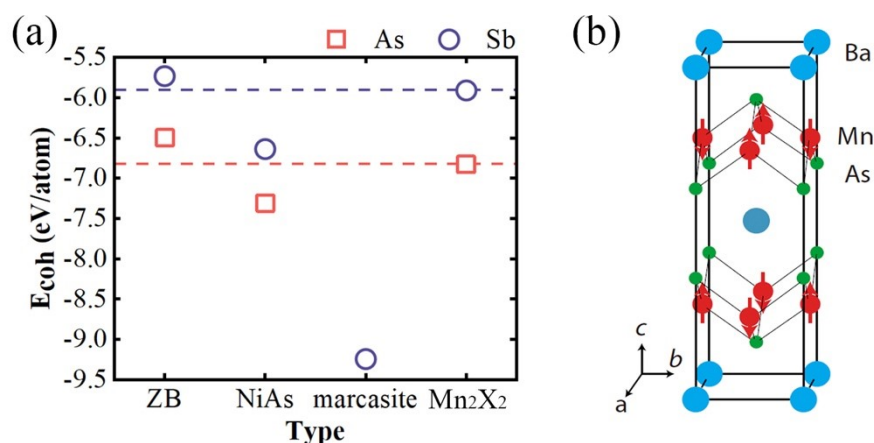 (a)
As
Sb
E_coh (eV/atom)
-5.5
-6.0
-6.5
-7.0
-7.5
-8.0
-8.5
-9.0
-9.5
ZB NiAs marcasite Mn₂X₂
Type
(b)
Ba
Mn
As
c
b
a